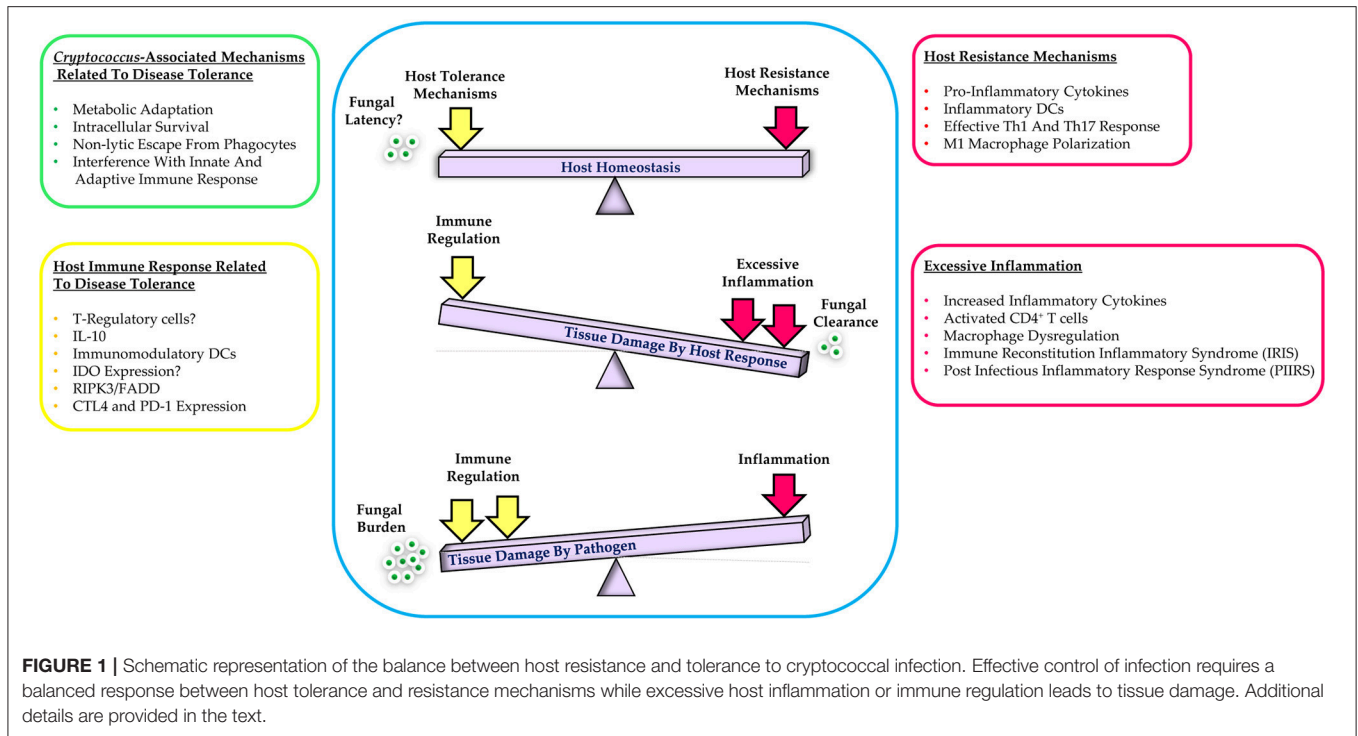 Cryptococcus-Associated Mechanisms
Related To Disease Tolerance
• Metabolic Adaptation
• Intracellular Survival
• Non-lytic Escape From Phagocytes
• Interference With Innate And
Adaptive Immune Response
Host Immune Response Related
To Disease Tolerance
• T-Regulatory cells?
• IL-10
• Immunomodulatory DCs
• IDO Expression?
• RIPK3/FADD
• CTL4 and PD-1 Expression
Fungal
Latency?
Host Tolerance
Mechanisms
Host Resistance
Mechanisms
Host Homeostasis
Immune
Regulation
Excessive
Inflammation
Fungal
Clearance
Tissue Damage By Host Response
Immune
Regulation
Inflammation
Fungal
Burden
Tissue Damage By Pathogen
Host Resistance Mechanisms
• Pro-Inflammatory Cytokines
• Inflammatory DCs
• Effective Th1 And Th17 Response
• M1 Macrophage Polarization
Excessive Inflammation
• Increased Inflammatory Cytokines
• Activated CD4⁺ T cells
• Macrophage Dysregulation
• Immune Reconstitution Inflammatory Syndrome (IRIS)
• Post Infectious Inflammatory Response Syndrome (PIIRS)
FIGURE 1 | Schematic representation of the balance between host resistance and tolerance to cryptococcal infection. Effective control of infection requires a
balanced response between host tolerance and resistance mechanisms while excessive host inflammation or immune regulation leads to tissue damage. Additional
details are provided in the text.